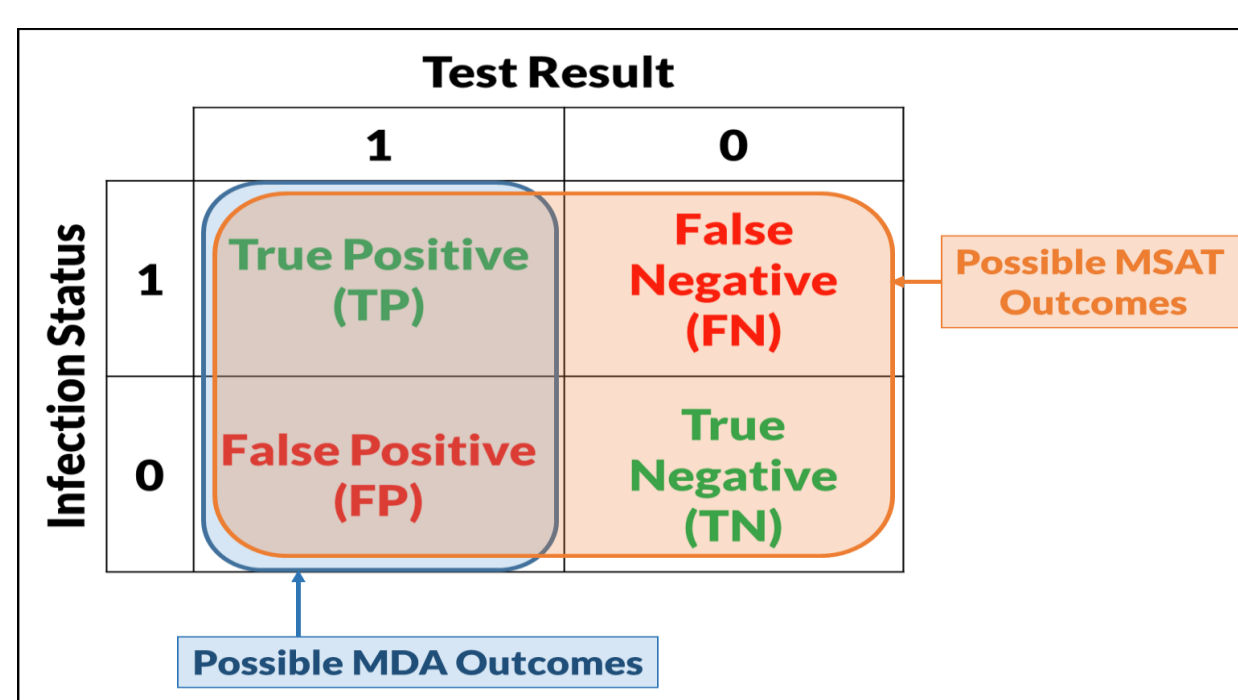 Test Result
1
0
Infection Status
1
True Positive
(TP)
False
Negative
(FN)
Possible MSAT
Outcomes
0
False Positive
(FP)
True
Negative
(TN)
Possible MDA Outcomes